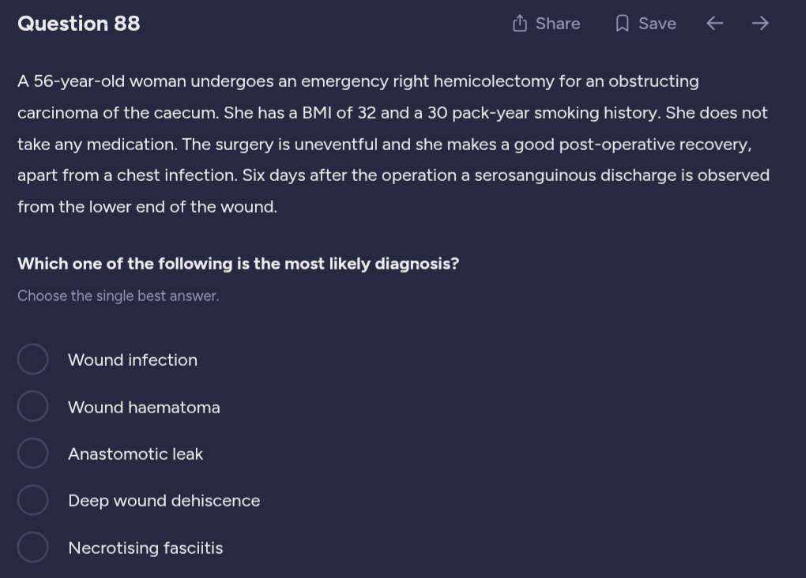 Question 88
Share
Save
A 56-year-old woman undergoes an emergency right hemicolectomy for an obstructing
carcinoma of the caecum. She has a BMI of 32 and a 30 pack-year smoking history. She does not
take any medication. The surgery is uneventful and she makes a good post-operative recovery,
apart from a chest infection. Six days after the operation a serosanguinous discharge is observed
from the lower end of the wound.
Which one of the following is the most likely diagnosis?
Choose the single best answer.
Wound infection
Wound haematoma
Anastomotic leak
Deep wound dehiscence
Necrotising fasciitis